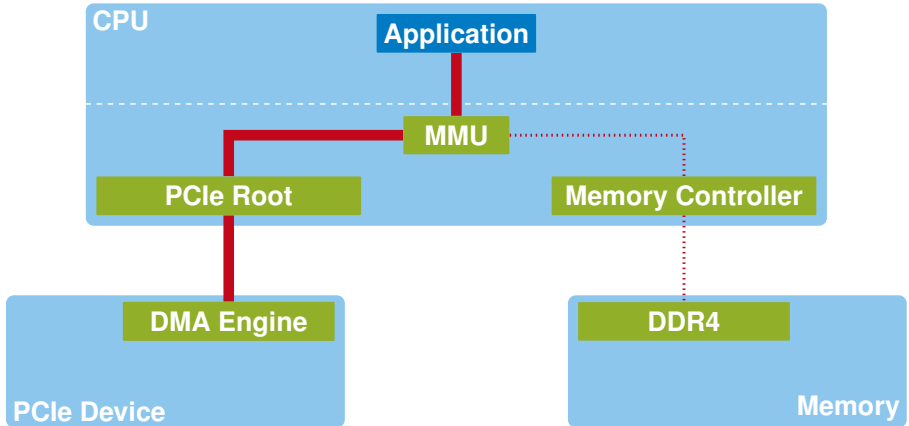 CPU
Application
MMU
PCIe Root
Memory Controller
DMA Engine
DDR4
PCIe Device
Memory